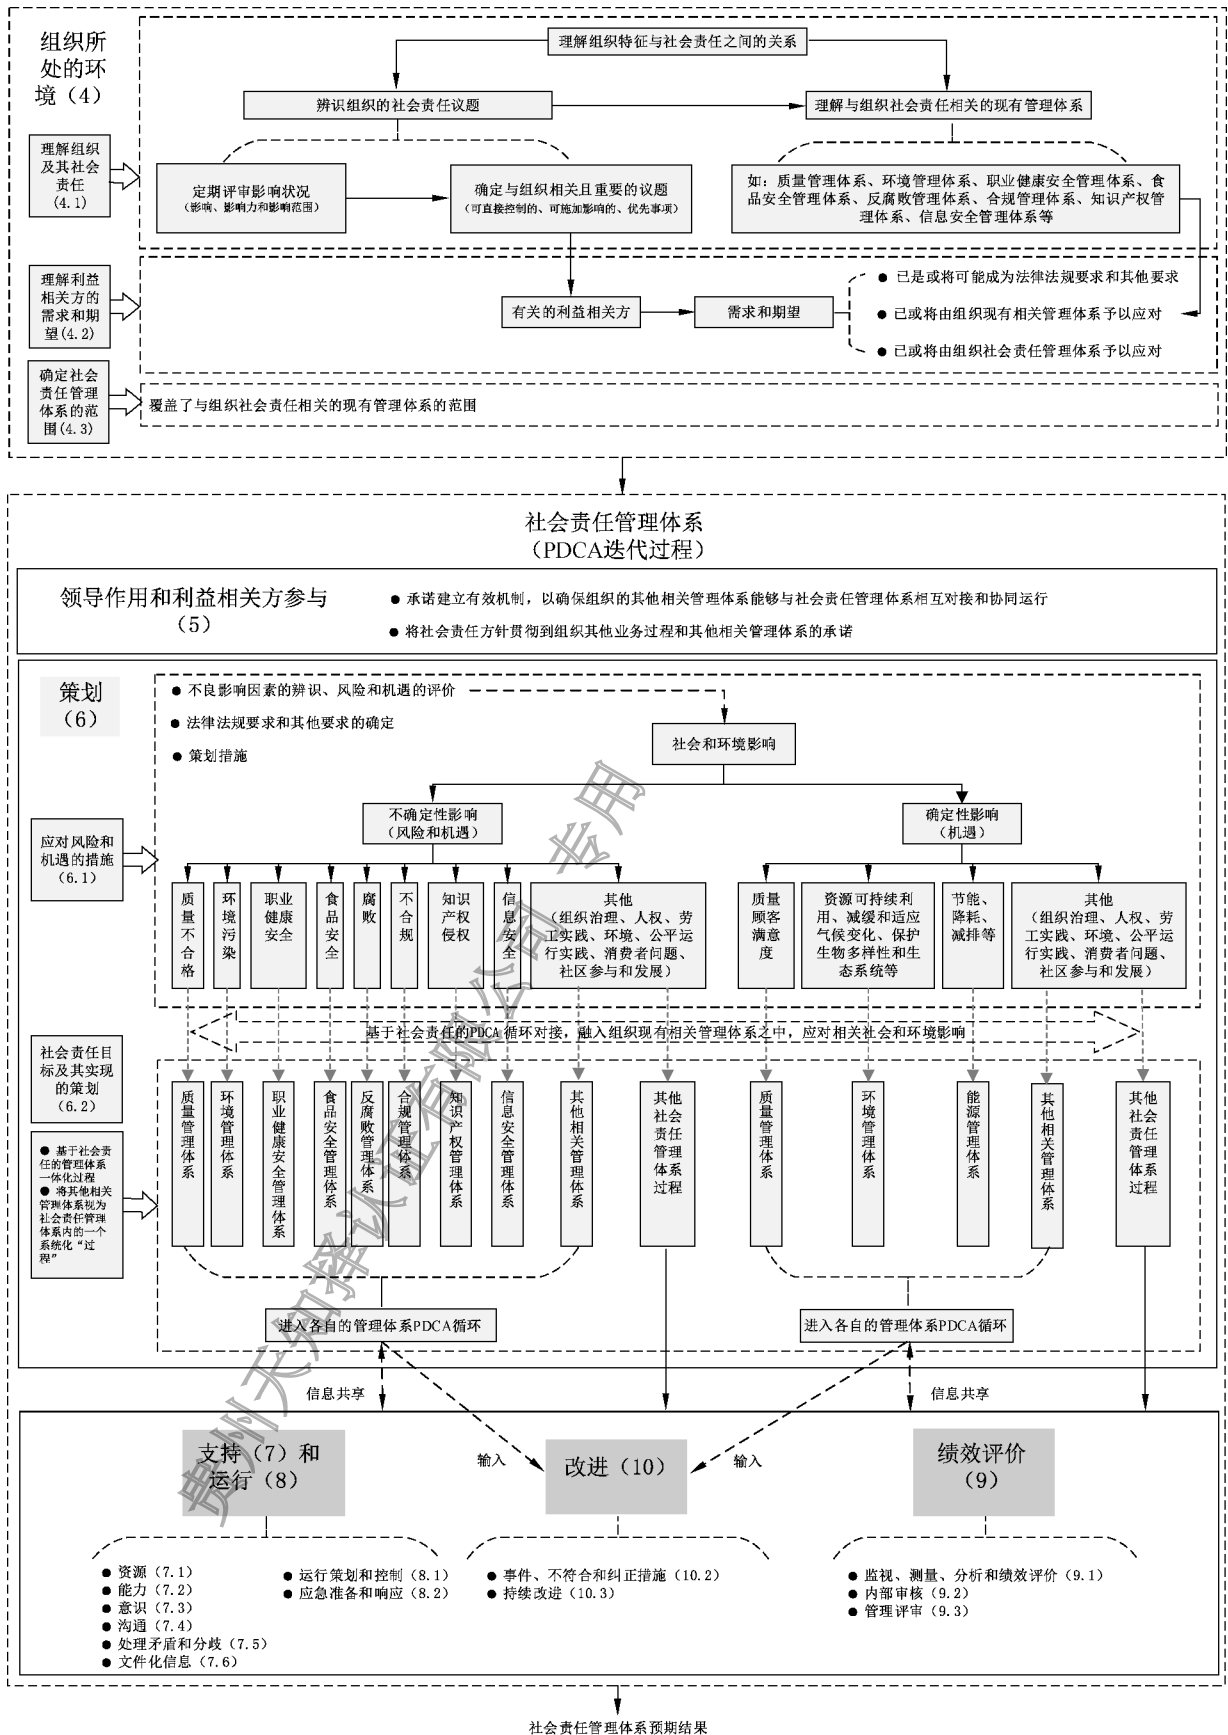 组织所
处的环
境（4）
理解组织特征与社会责任之间的关系
辨识组织的社会责任议题
理解与组织社会责任相关的现有管理体系
理解组织
及其社会
责任
(4.1)
定期评审影响状况
(影响、影响力和影响范围)
确定与组织相关且重要的议题
(可直接控制的、可施加影响的、优先事项)
如：质量管理体系、环境管理体系、职业健康安全管理体系、食
品安全管理体系、反腐败管理体系、合规管理体系、知识产权管
理体系、信息安全管理体系等
理解利益
相关方的
需求和期
望(4.2)
有关的利益相关方
需求和期望
● 已是或将可能成为法律法规要求和其他要求
● 已或将由组织现有相关管理体系予以应对
● 已或将由组织社会责任管理体系予以应对
确定社会
责任管理
体系的范
围(4.3)
覆盖了与组织社会责任相关的现有管理体系的范围
社会责任管理体系
（PDCA迭代过程）
领导作用和利益相关方参与
（5）
● 承诺建立有效机制，以确保组织的其他相关管理体系能够与社会责任管理体系相互对接和协同运行
● 将社会责任方针贯彻到组织其他业务过程和其他相关管理体系的承诺
策划
（6）
● 不良影响因素的辨识、风险和机遇的评价
● 法律法规要求和其他要求的确定
● 策划措施
社会和环境影响
不确定性影响
（风险和机遇）
确定性影响
（机遇）
应对风险和
机遇的措施
(6.1)
质量不合格
环境污染
职业
健康
安全
食品安全
腐败
不合规
知识
产权
侵权
信息安全
其他
（组织治理、人权、劳
工实践、环境、公平运
行实践、消费者问题、
社区参与和发展）
质量
顾客
满意
度
资源可持续利
用、减缓和适应
气候变化、保护
生物多样性和生
态系统等
节能、
降耗、
减排等
其他
（组织治理、人权、劳
工实践、环境、公平运
行实践、消费者问题、
社区参与和发展）
基于社会责任的PDCA 循环对接，融入组织现有相关管理体系之中，应对相关社会和环境影响
社会责任目
标及其实现
的策划
(6.2)
● 基于社会责
任的管理体系
一体化过程
● 将其他相关
管理体系视为
社会责任管理
体系内的一个
系统化“过
程”
质量管理体系
环境管理体系
职业健康安全管理体系
食品安全管理体系
反腐败管理体系
合规管理体系
知识产权管理体系
信息安全管理体系
其他相关管理体系
其他
社会
责任
管理
体系
过程
质量管理体系
环境管理体系
能源管理体系
其他相关管理体系
其他
社会
责任
管理
体系
过程
进入各自的管理体系PDCA循环
进入各自的管理体系PDCA循环
信息共享
信息共享
支持（7）和
运行（8）
输入
改进（10）
输入
绩效评价
（9）
● 资源（7.1）
● 能力（7.2）
● 意识（7.3）
● 沟通（7.4）
● 处理矛盾和分歧（7.5）
● 文件化信息（7.6）
● 运行策划和控制（8.1）
● 应急准备和响应（8.2）
● 事件、不符合和纠正措施（10.2）
● 持续改进（10.3）
● 监视、测量、分析和绩效评价（9.1）
● 内部审核（9.2）
● 管理评审（9.3）
社会责任管理体系预期结果
贵州天知择认证有限公司 专用